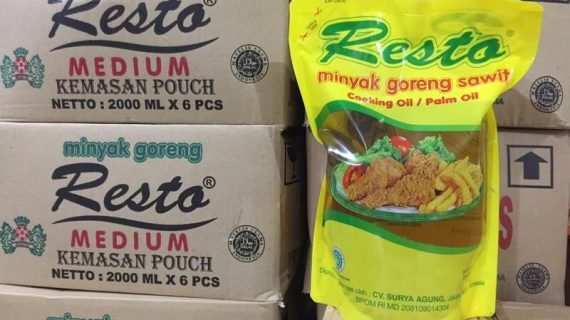 Resto®
MEDIUM
KEMASAN POUCH
NETTO : 2000 ML X 6 PCS
minyak goreng
Resto®
MEDIUM
KEMASAN POUCH
NETTO : 2000 ML X 6 PCS
Resto®
minyak goreng sawit
Cooking Oil / Palm Oil
oleh : CV. SURYA AGUNG,
BPOM RI MD